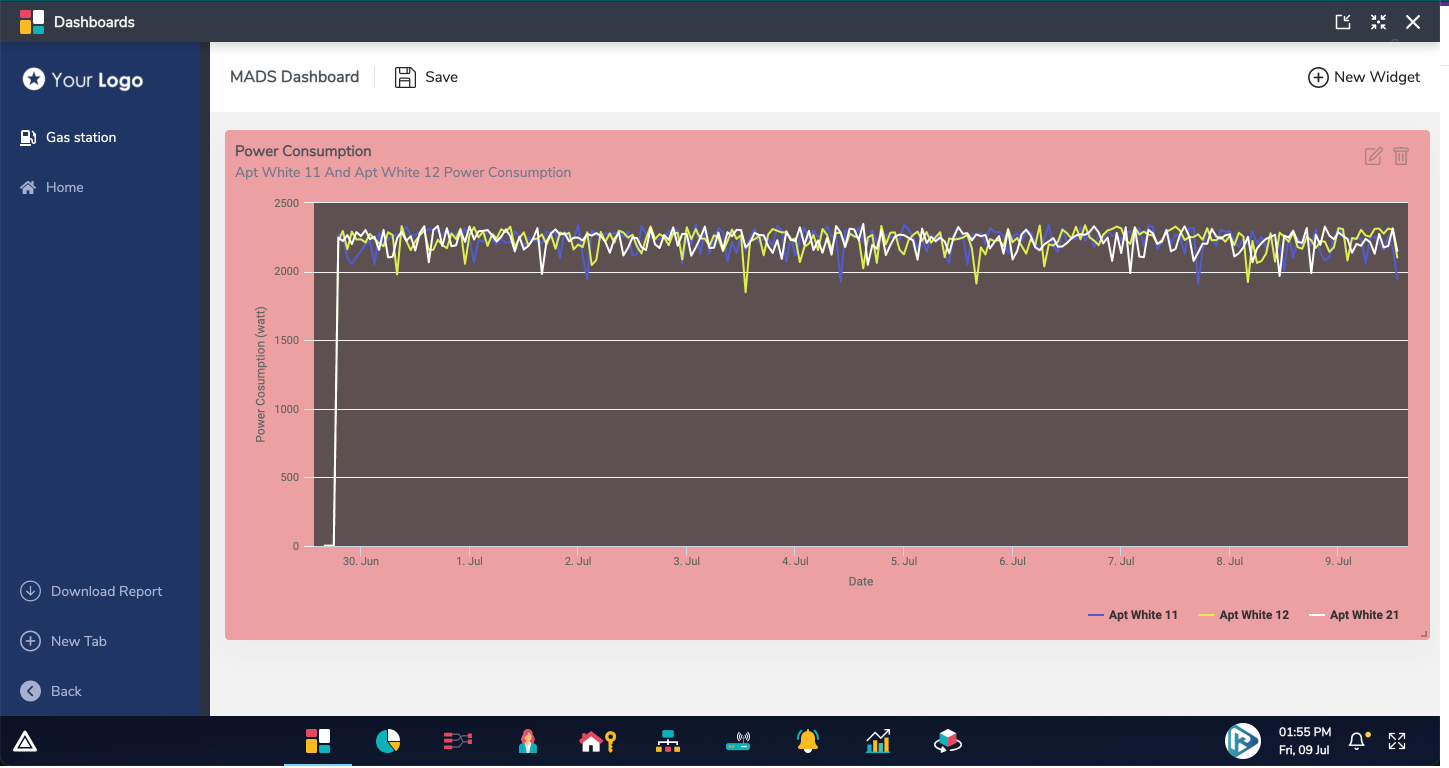 Dashboards
Your Logo
MADS Dashboard
Save
New Widget
Gas station
Home
Power Consumption
Apt White 11 And Apt White 12 Power Consumption
2500
2000
1500
1000
500
0
Power Cosumption (watt)
30. Jun
1. Jul
2. Jul
3. Jul
4. Jul
5. Jul
6. Jul
7. Jul
8. Jul
9. Jul
Date
Apt White 11
Apt White 12
Apt White 21
Download Report
New Tab
Back
01:55 PM
Fri, 09 Jul